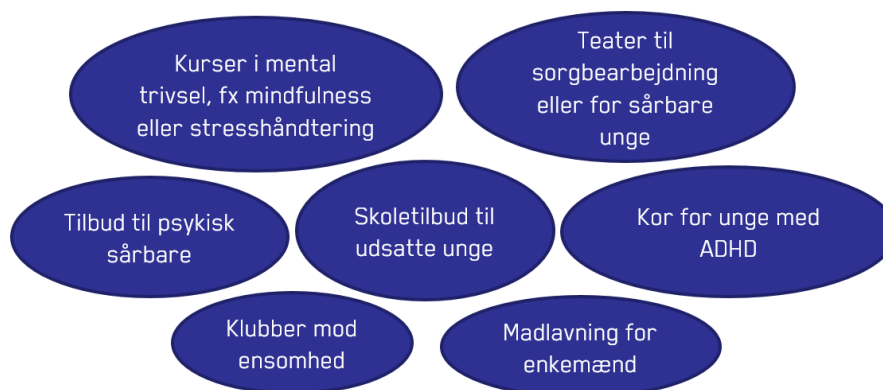 Kurser i mental
trivsel, fx mindfulness
eller stresshåndtering
Teater til
sorgbearbejdning
eller for sårbare
unge
Tilbud til psykisk
sårbare
Skoletilbud til
udsatte unge
Kor for unge med
ADHD
Klubber mod
ensomhed
Madlavning for
enkemænd